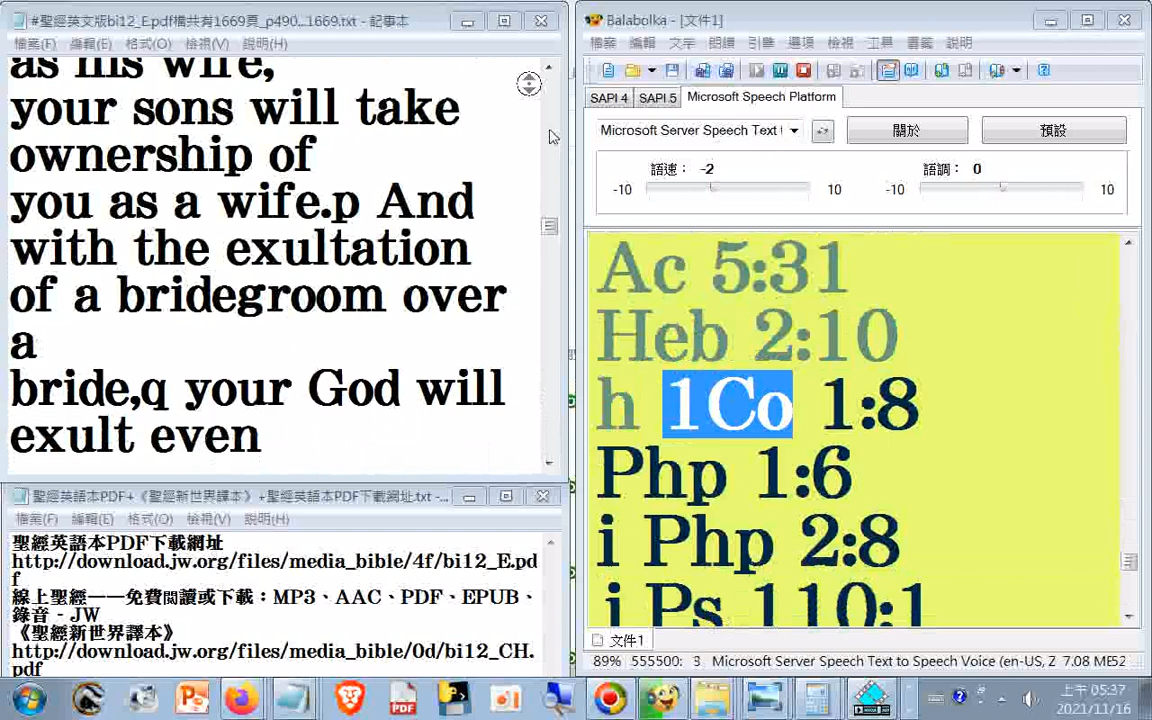 #聖經英文版bi12_E.pdf檔共有1669頁_p490...1669.txt - 記事本
檔案(F) 編輯(E) 格式(O) 檢視(V) 說明(H)
as his wife,
your sons will take
ownership of
you as a wife.p And
with the exultation
of a bridegroom over
a
bride,q your God will
exult even
聖經英語本PDF+《聖經新世界譯本》+聖經英語本PDF下載網址.txt -...
檔案(F) 編輯(E) 格式(O) 檢視(V) 說明(H)
聖經英語本PDF下載網址
http://download.jw.org/files/media_bible/4f/bi12_E.pd
f
線上聖經——免費閱讀或下載：MP3、AAC、PDF、EPUB、
錄音 - JW
《聖經新世界譯本》
http://download.jw.org/files/media_bible/0d/bi12_CH.
pdf
Balabolka - [文件1]
檔案 編輯 文字 朗讀 引擎 選項 檢視 工具 書籤 說明
SAPI 4 SAPI 5 Microsoft Speech Platform
Microsoft Server Speech Text 關於 預設
語速： -2 語調： 0
-10 10 -10 10
Ac 5:31
Heb 2:10
h 1Co 1:8
Php 1:6
i Php 2:8
j Ps 110:1
文件1
89% 555500: 3 Microsoft Server Speech Text to Speech Voice (en-US, Z 7.08 ME52
上午 05:37
2021/11/16